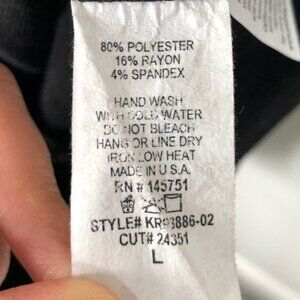 80% POLYESTER
16% RAYON
4% SPANDEX
HAND WASH
WITH COLD WATER
DO NOT BLEACH
HANG OR LINE DRY
IRON LOW HEAT
MADE IN U.S.A.
RN # 145751
STYLE# KR93886-02
CUT# 24351
L